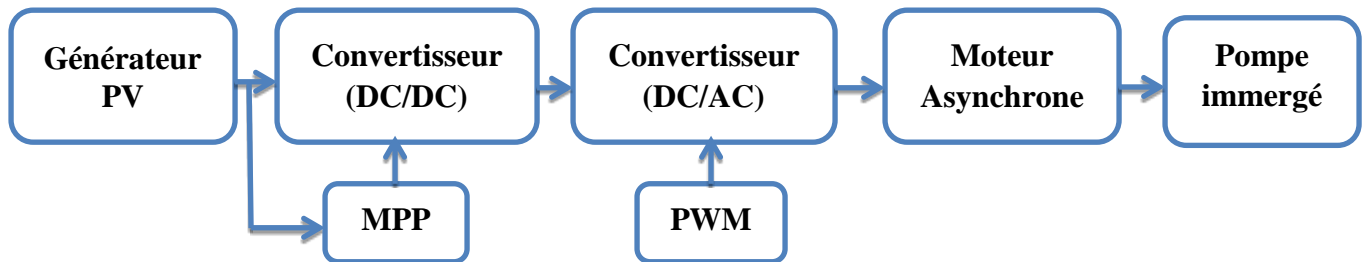 Générateur
PV
Convertisseur
(DC/DC)
Convertisseur
(DC/AC)
Moteur
Asynchrone
Pompe
immergé
MPP
PWM